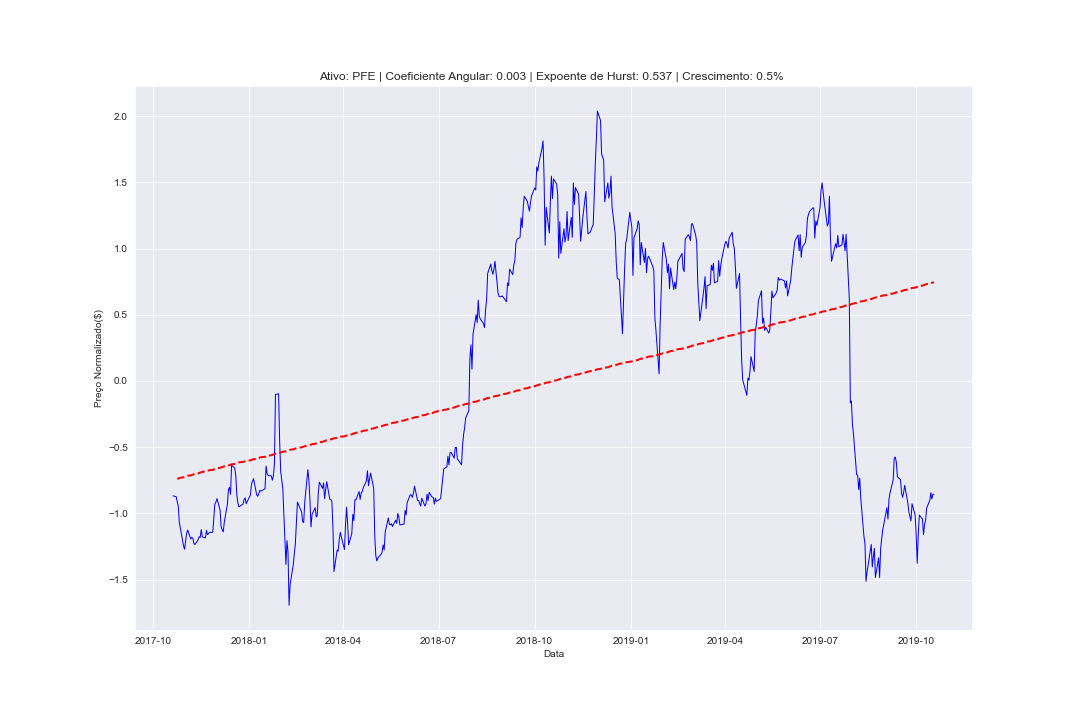 Ativo: PFE | Coeficiente Angular: 0.003 | Expoente de Hurst: 0.537 | Crescimento: 0.5%
2.0
1.5
1.0
0.5
0.0
−0.5
−1.0
−1.5
Preço Normalizado($)
2017-10 2018-01 2018-04 2018-07 2018-10 2019-01 2019-04 2019-07 2019-10
Data